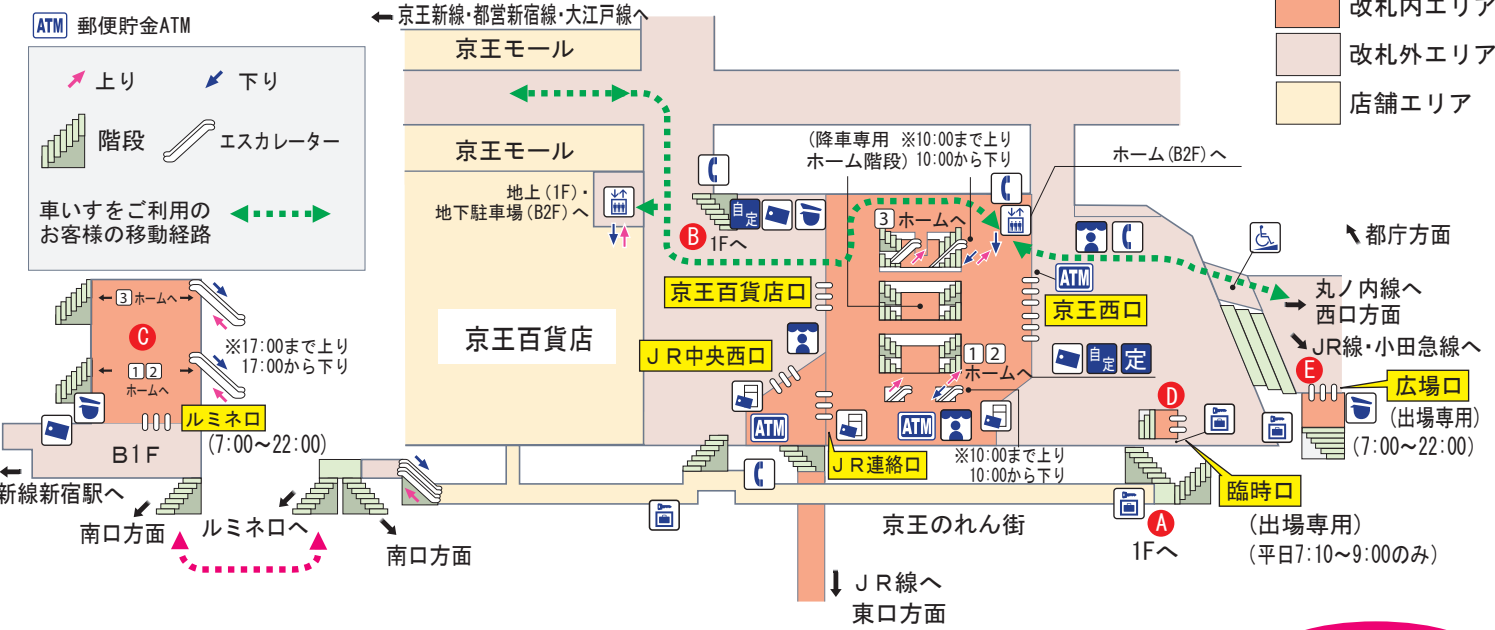 ATM 郵便貯金ATM
上り
下り
階段
エスカレーター
車いすをご利用の
お客様の移動経路
京王新線・都営新宿線・大江戸線へ
京王モール
京王モール
改札内エリア
改札外エリア
店舗エリア
地上(1F)・
地下駐車場(B2F)へ
(降車専用 ※10:00まで上り
ホーム階段) 10:00から下り
ホーム(B2F)へ
自定
B
1Fへ
3 ホームへ
都庁方面
丸ノ内線へ
西口方面
JR線・小田急線へ
ATM
京王百貨店口
京王西口
京王百貨店
JR中央西口
1 2
ホームへ
自定
定
E
広場口
(出場専用)
(7:00〜22:00)
D
3 ホームへ
C
※17:00まで上り
17:00から下り
1 2
ホームへ
ルミネ口
(7:00〜22:00)
B1F
ATM
ATM
JR連絡口
※10:00まで上り
10:00から下り
臨時口
(出場専用)
(平日7:10〜9:00のみ)
新線新宿駅へ
南口方面
ルミネ口へ
南口方面
京王のれん街
A
1Fへ
JR線へ
東口方面